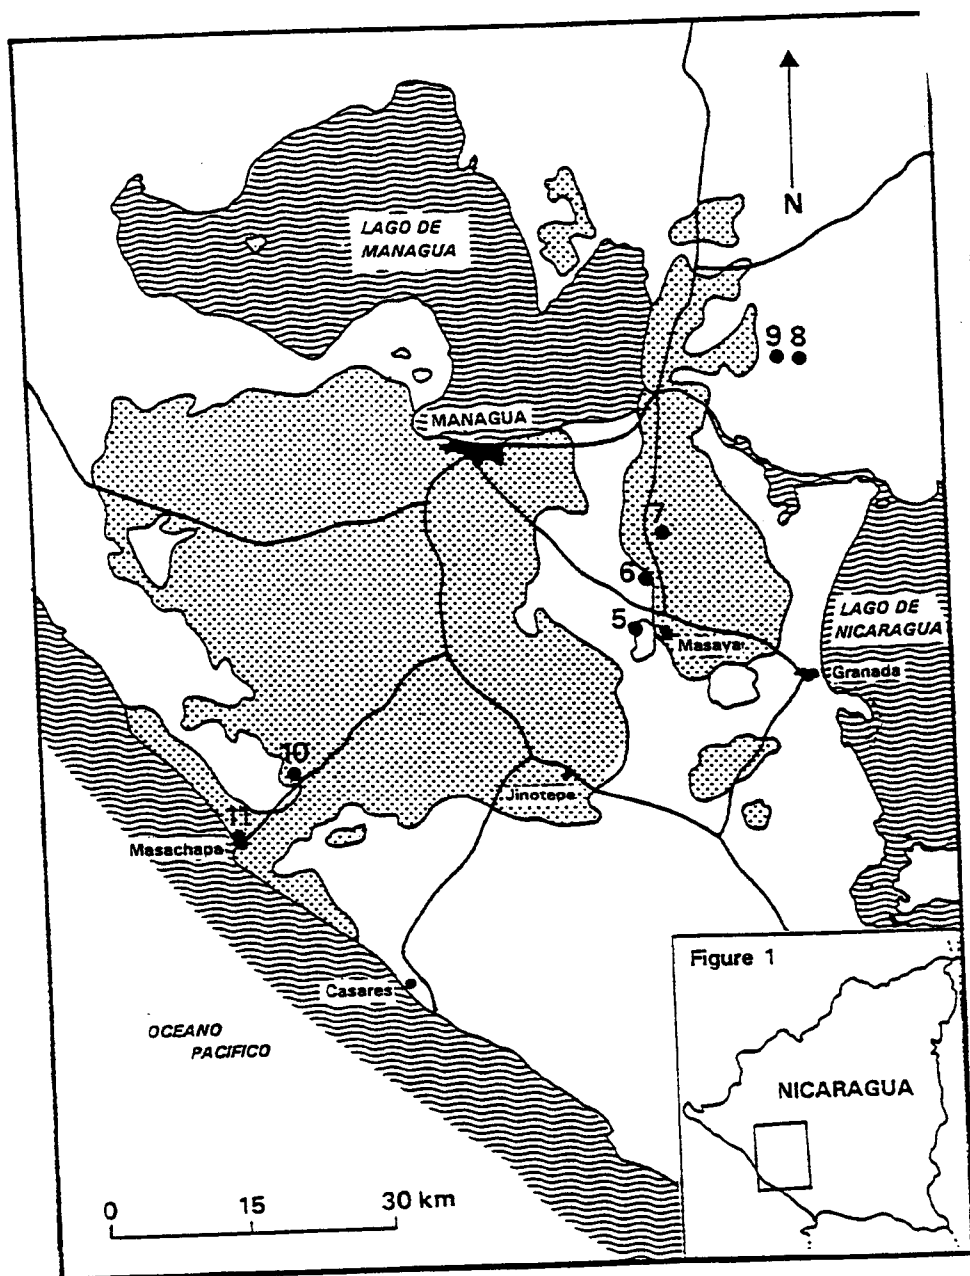 N
LAGO DE
MANAGUA
9 8
MANAGUA
7
6
5
LAGO DE
NICARAGUA
Masaya
Granada
10
Jinotepe
11
Masachapa
Figure 1
Casares
OCEANO
PACIFICO
NICARAGUA
0 15 30 km